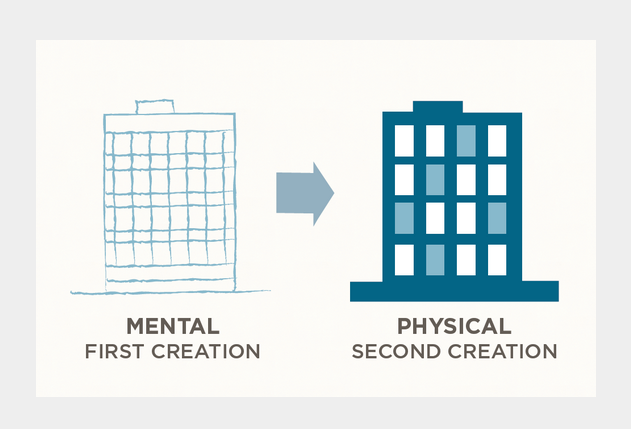 MENTAL
FIRST CREATION
PHYSICAL
SECOND CREATION